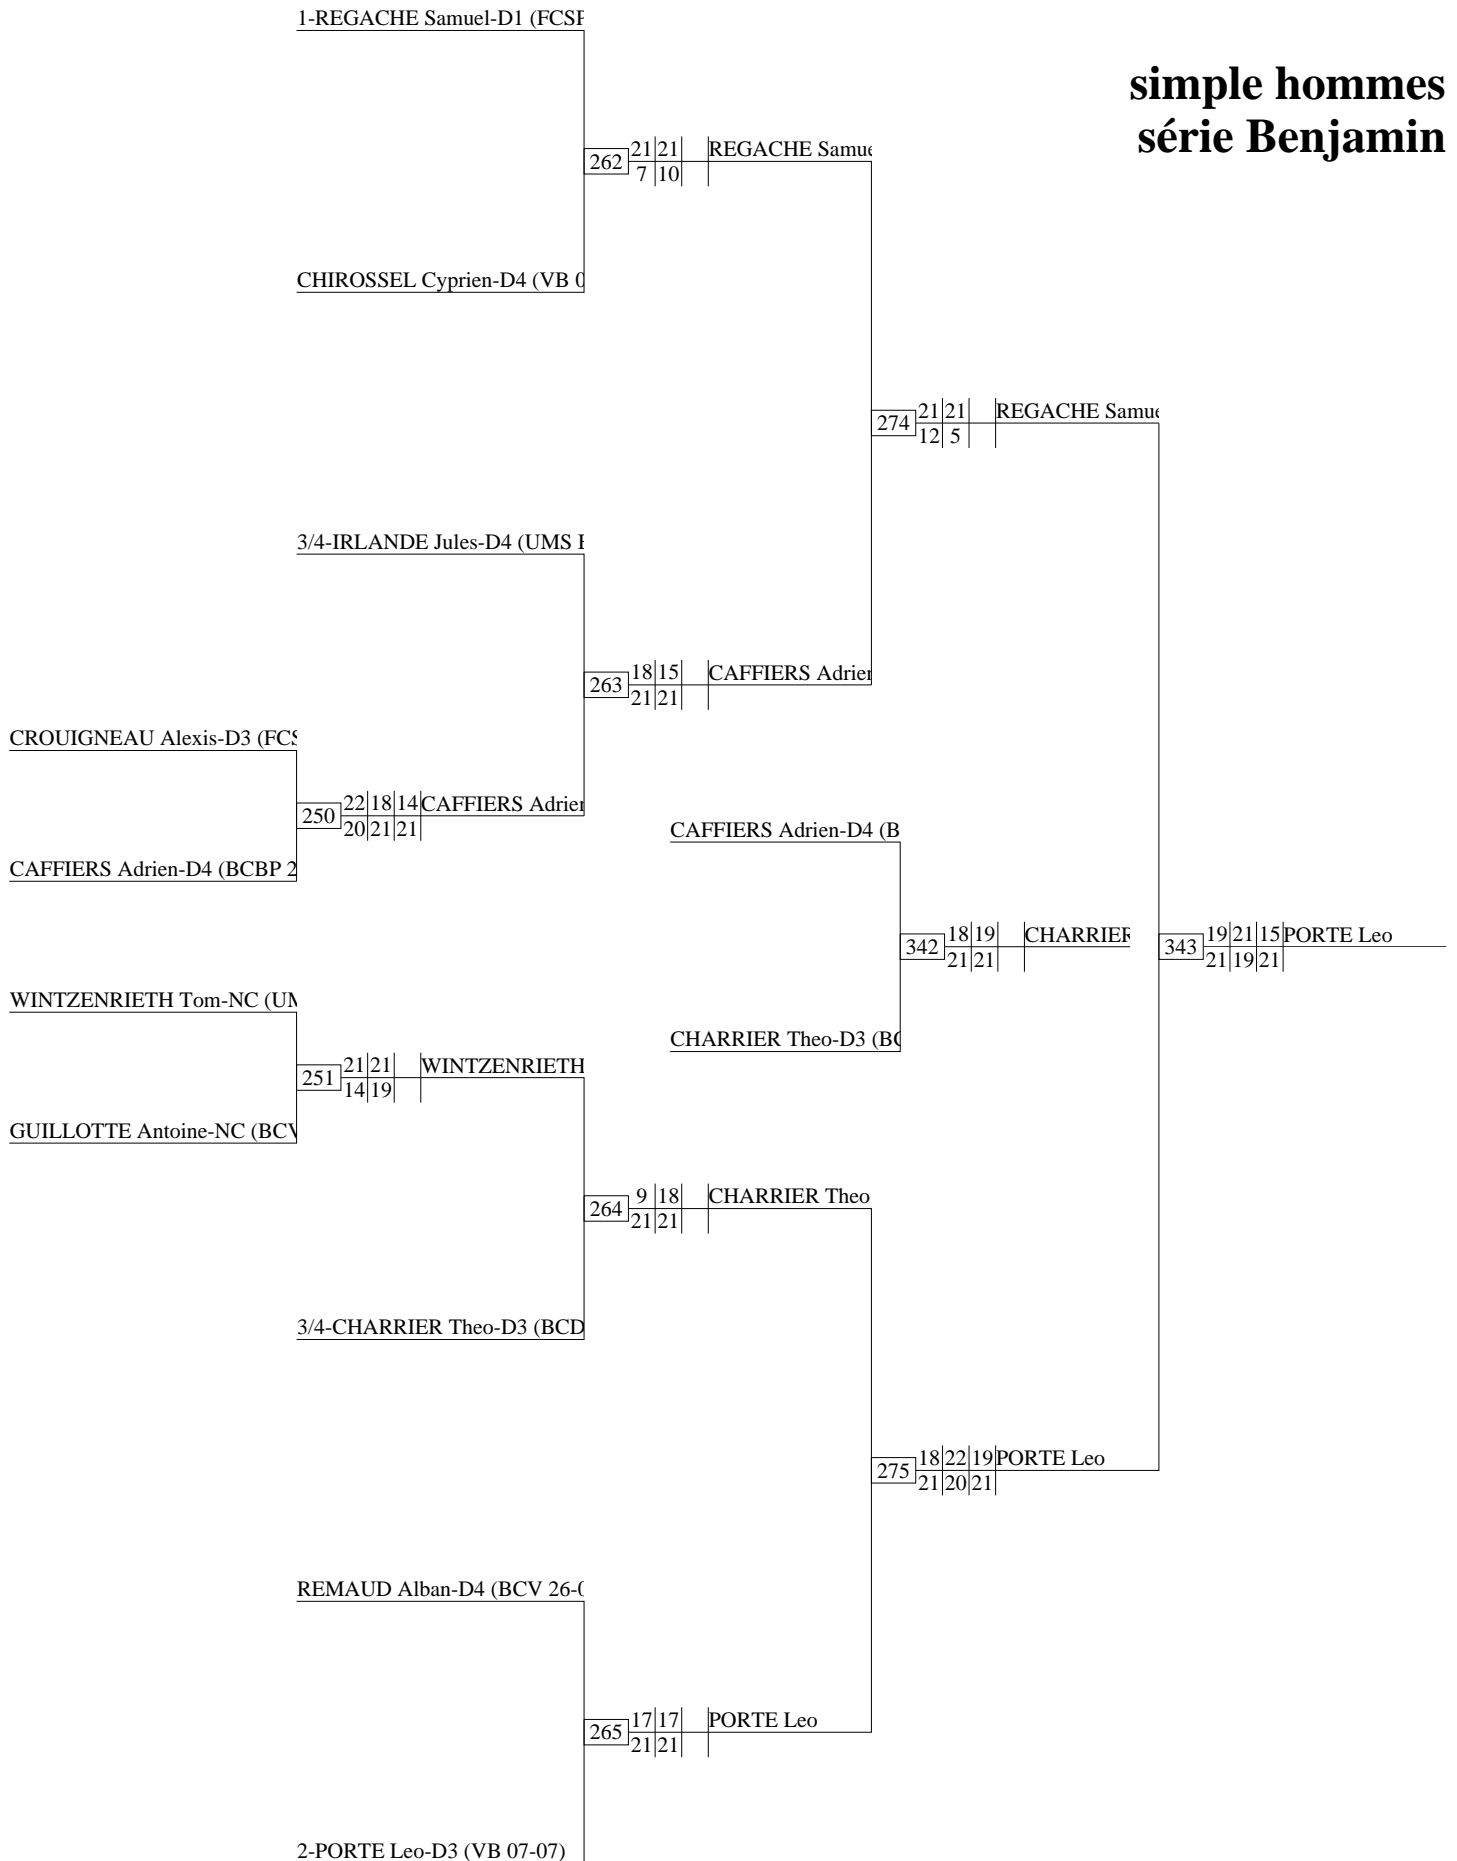 1-REGACHE Samuel-D1 (FCSP
simple hommes
série Benjamin
21 21 REGACHE Samue
262
7 10
CHIROSSEL Cyprien-D4 (VB 0
21 21 REGACHE Samue
274
12 5
3/4-IRLANDE Jules-D4 (UMS
18 15 CAFFIERS Adrien
263
21 21
CROUIGNEAU Alexis-D3 (FCS
22 18 14 CAFFIERS Adrien
250
20 21 21
CAFFIERS Adrien-D4 (B
CAFFIERS Adrien-D4 (BCBP 2
18 19 CHARRIER
342
21 21
19 21 15 PORTE Leo
343
21 19 21
WINTZENRIETH Tom-NC (UM
CHARRIER Theo-D3 (BC
21 21 WINTZENRIETH
251
14 19
GUILLOTTE Antoine-NC (BCV
9 18 CHARRIER Theo
264
21 21
3/4-CHARRIER Theo-D3 (BCD
18 22 19 PORTE Leo
275
21 20 21
REMAUD Alban-D4 (BCV 26-0
17 17 PORTE Leo
265
21 21
2-PORTE Leo-D3 (VB 07-07)